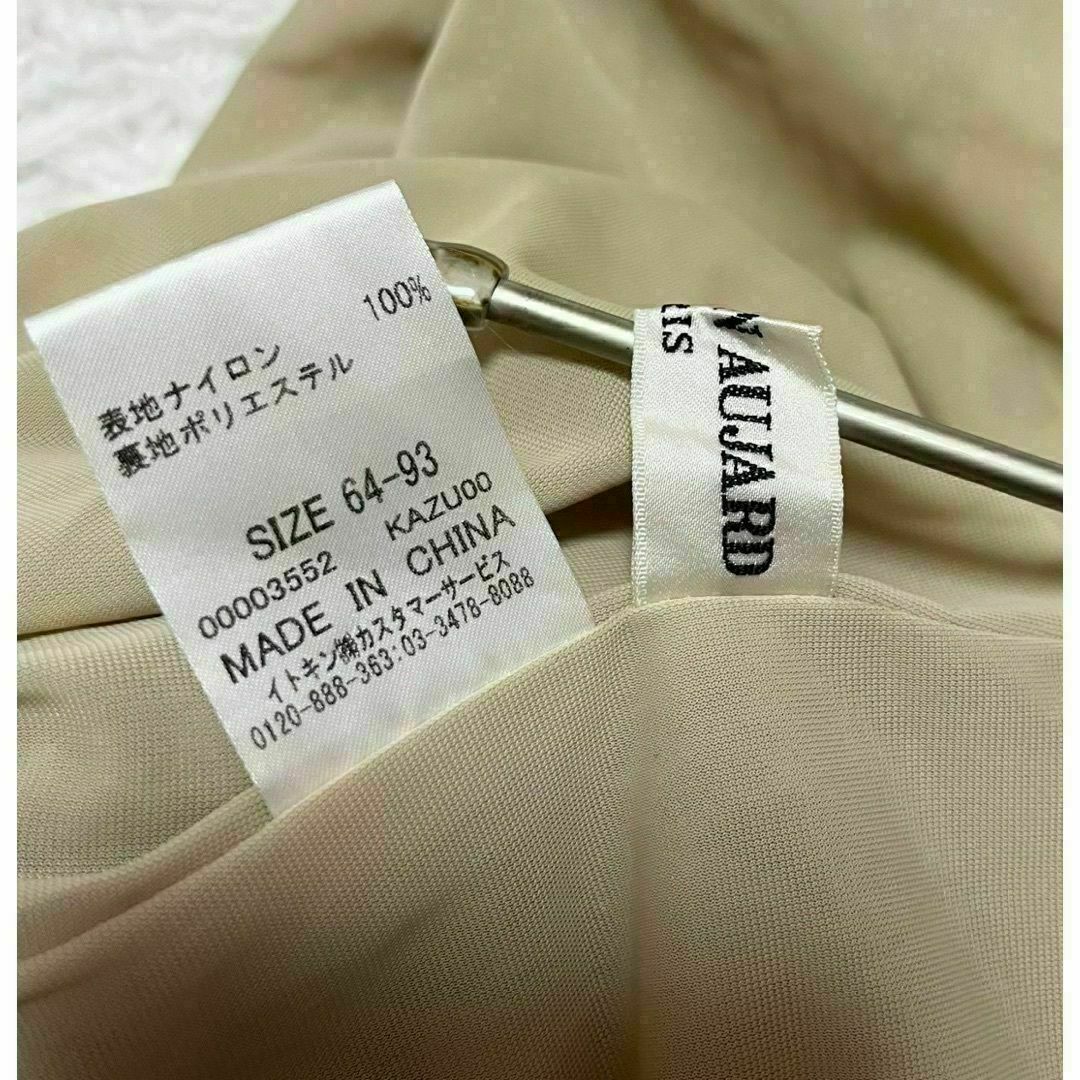 100%
表地ナイロン
裏地ポリエステル
SIZE 64-93
00003552 KAZU00
MADE IN CHINA
イトキン㈱カスタマーサービス
0120-888-363:03-3478-8088
W AUJARD
IS